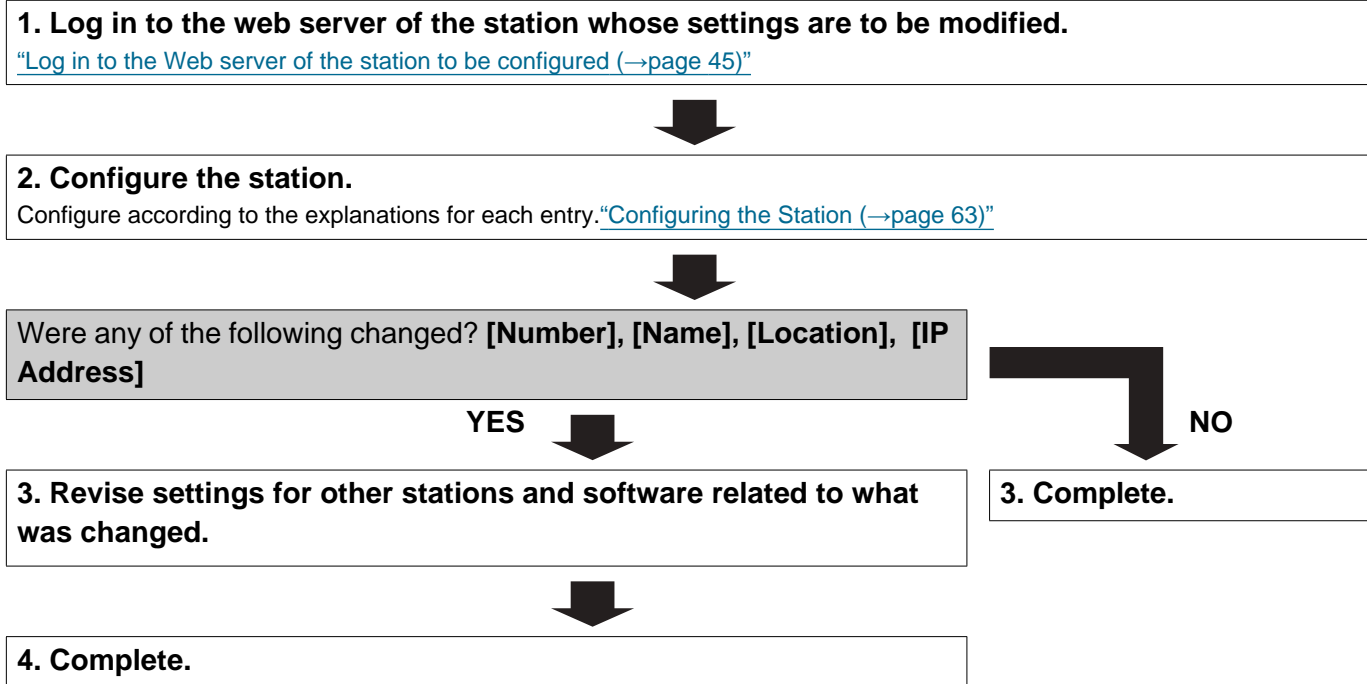 1. Log in to the web server of the station whose settings are to be modified.
“Log in to the Web server of the station to be configured (→page 45)”
2. Configure the station.
Configure according to the explanations for each entry.“Configuring the Station (→page 63)”
Were any of the following changed? [Number], [Name], [Location], [IP
Address]
YES
NO
3. Revise settings for other stations and software related to what
was changed.
3. Complete.
4. Complete.